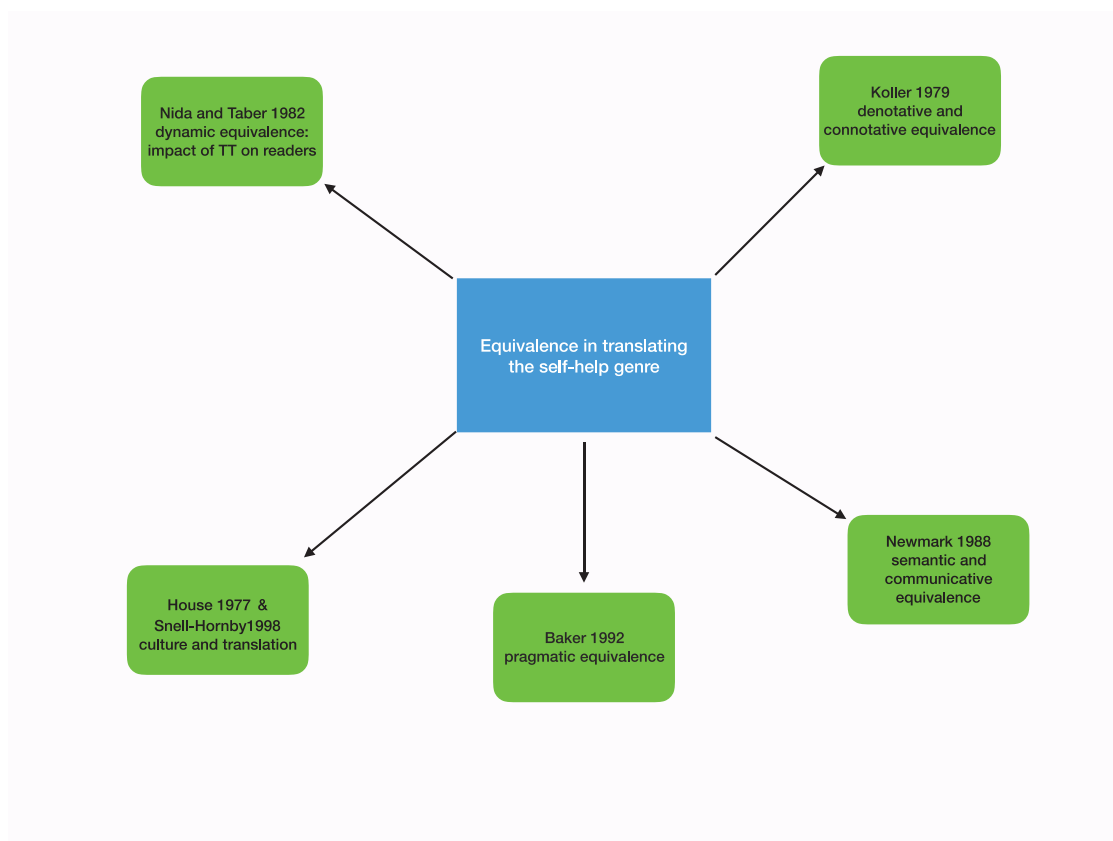 Nida and Taber 1982
dynamic equivalence:
impact of TT on readers
Koller 1979
denotative and
connotative equivalence
Equivalence in translating
the self-help genre
House 1977 &
Snell-Hornby1998
culture and translation
Baker 1992
pragmatic equivalence
Newmark 1988
semantic and
communicative
equivalence